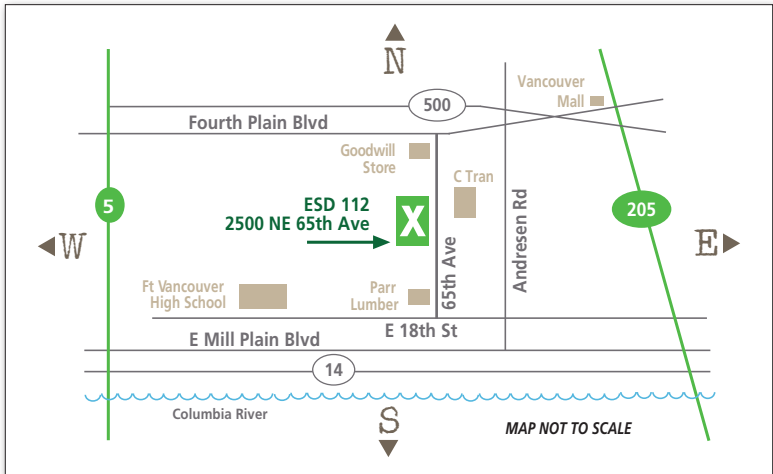 N
Vancouver
Mall
500
Fourth Plain Blvd
Goodwill
Store
C Tran
5
ESD 112
2500 NE 65th Ave
X
205
W
E
65th Ave
Andresen Rd
Ft Vancouver
High School
Parr
Lumber
E 18th St
E Mill Plain Blvd
14
Columbia River
S
MAP NOT TO SCALE